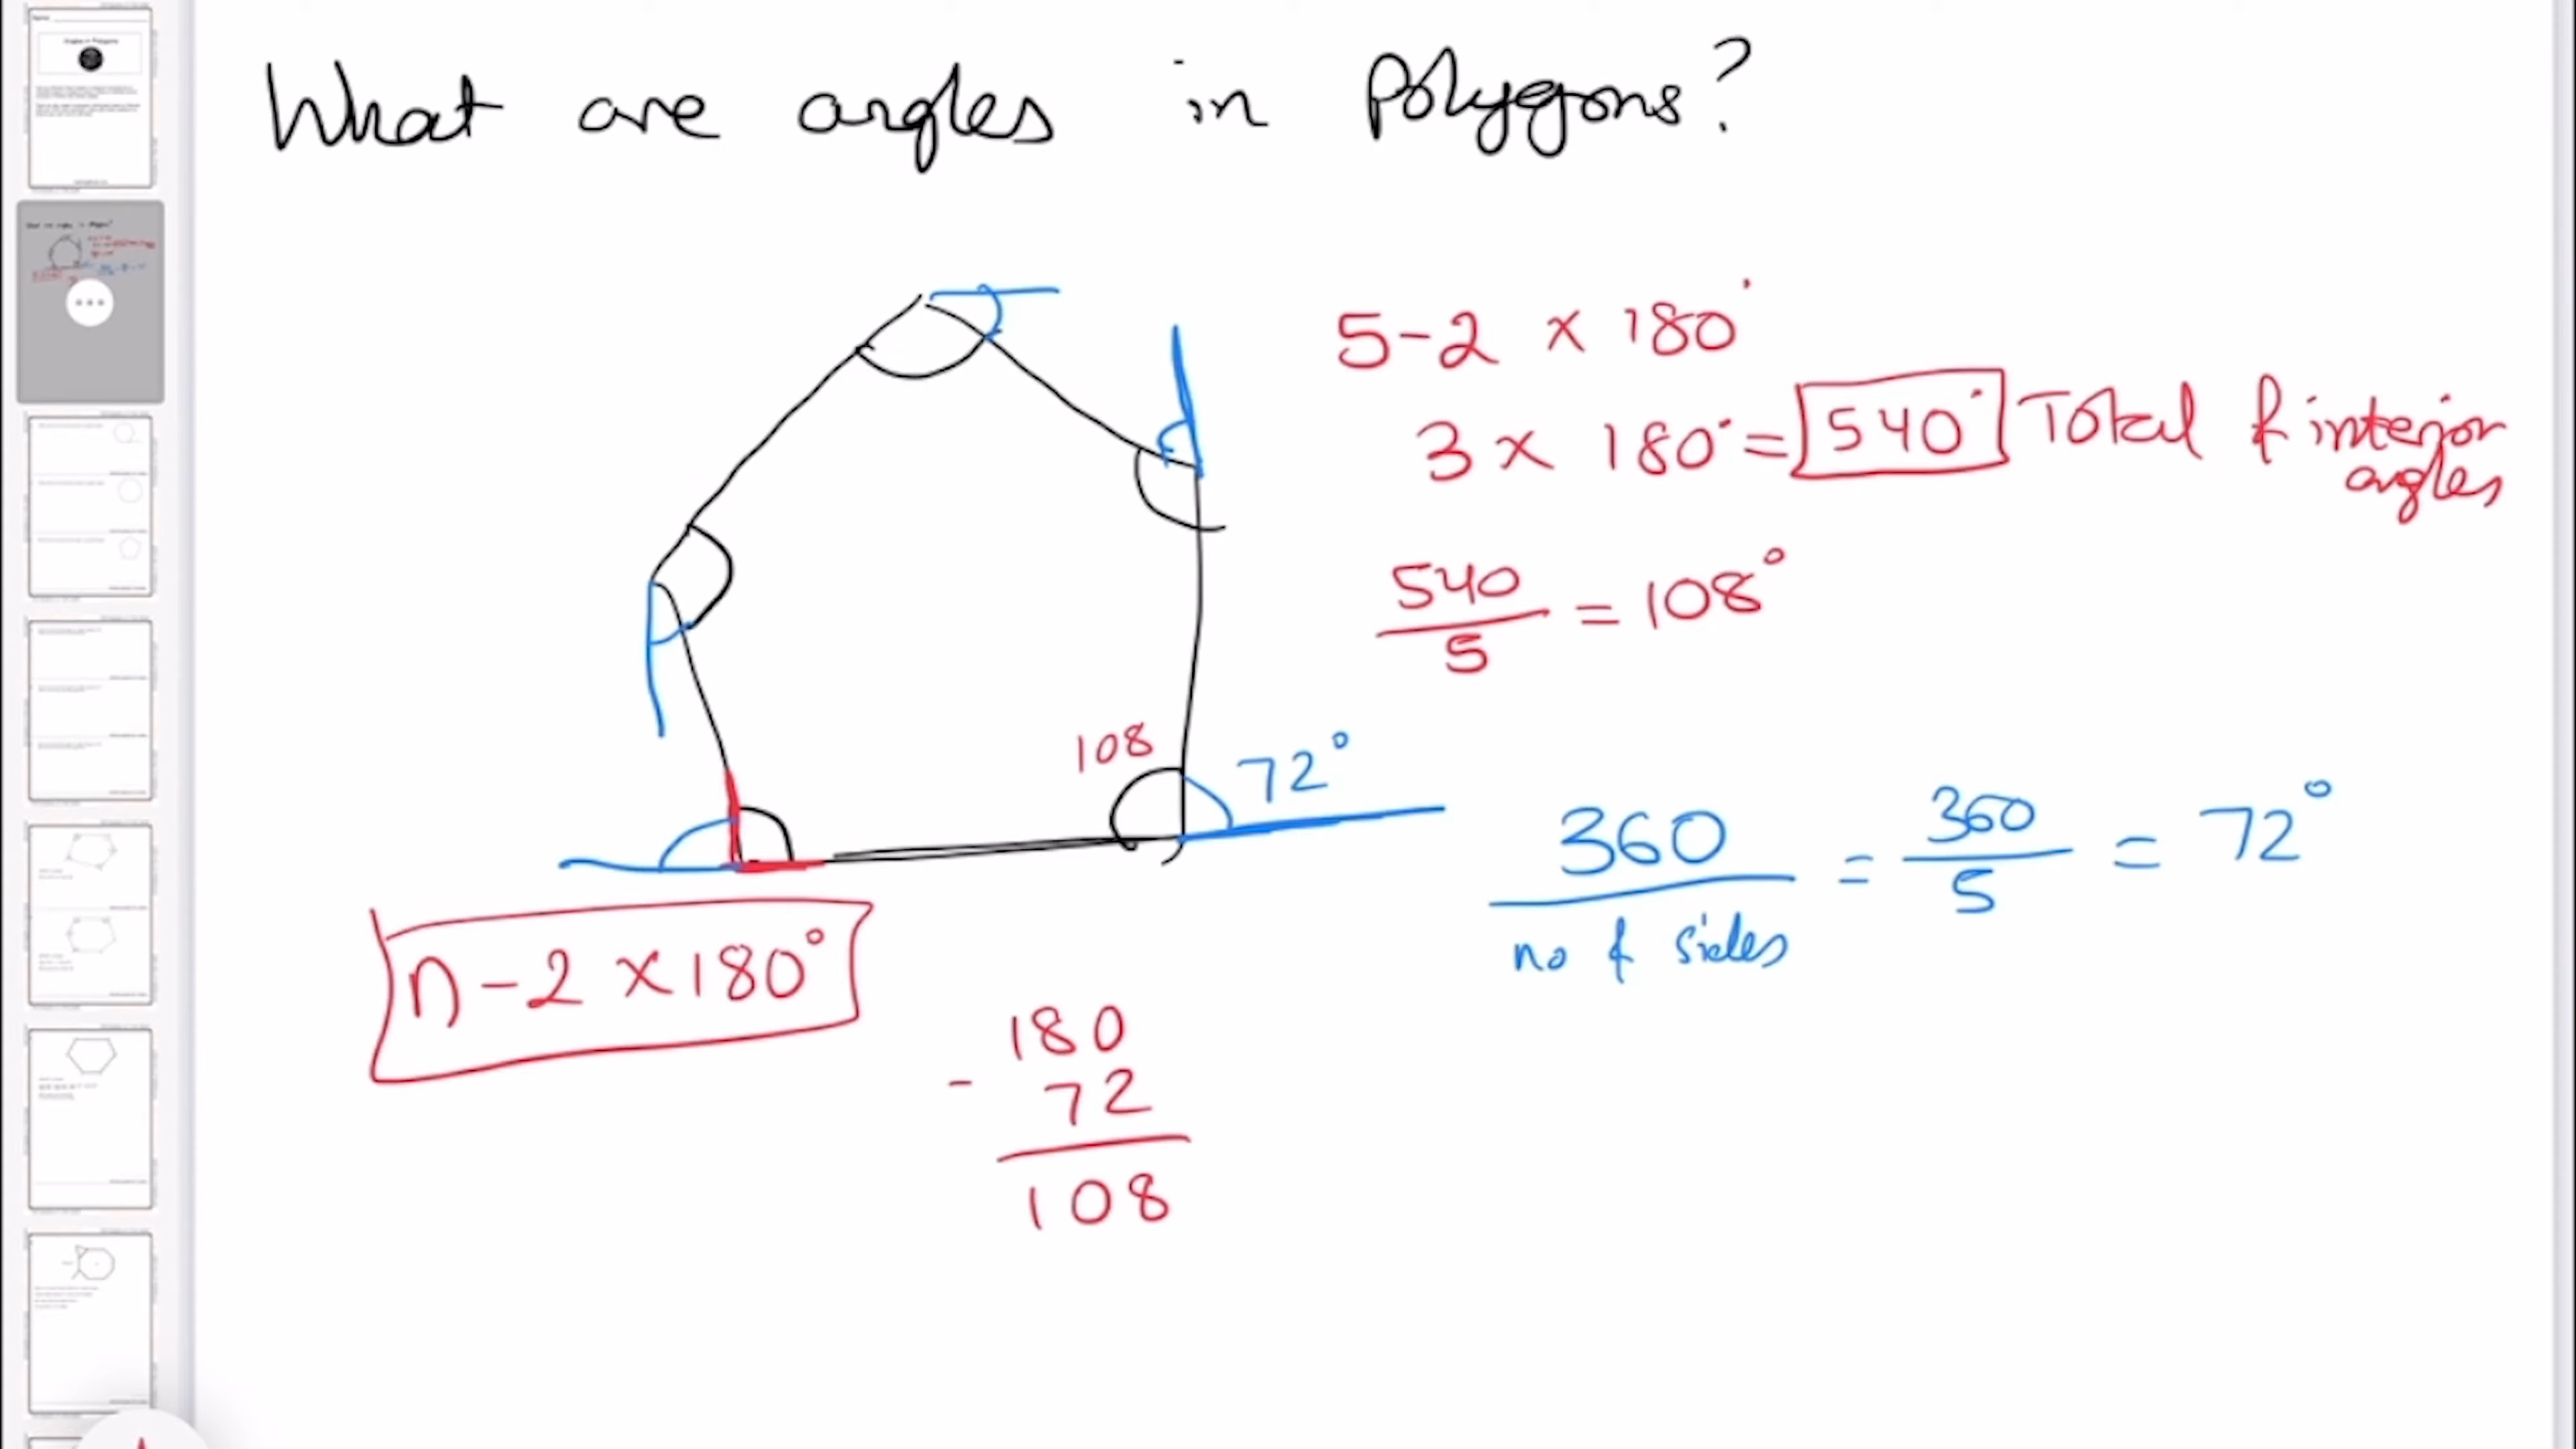 What are angles in Polygons?
5-2 × 180°
3 × 180° = 540° Total of interior angles
540/5 = 108°
108
72°
360/no of sides = 360/5 = 72°
n-2 ×180°
180
- 72
108